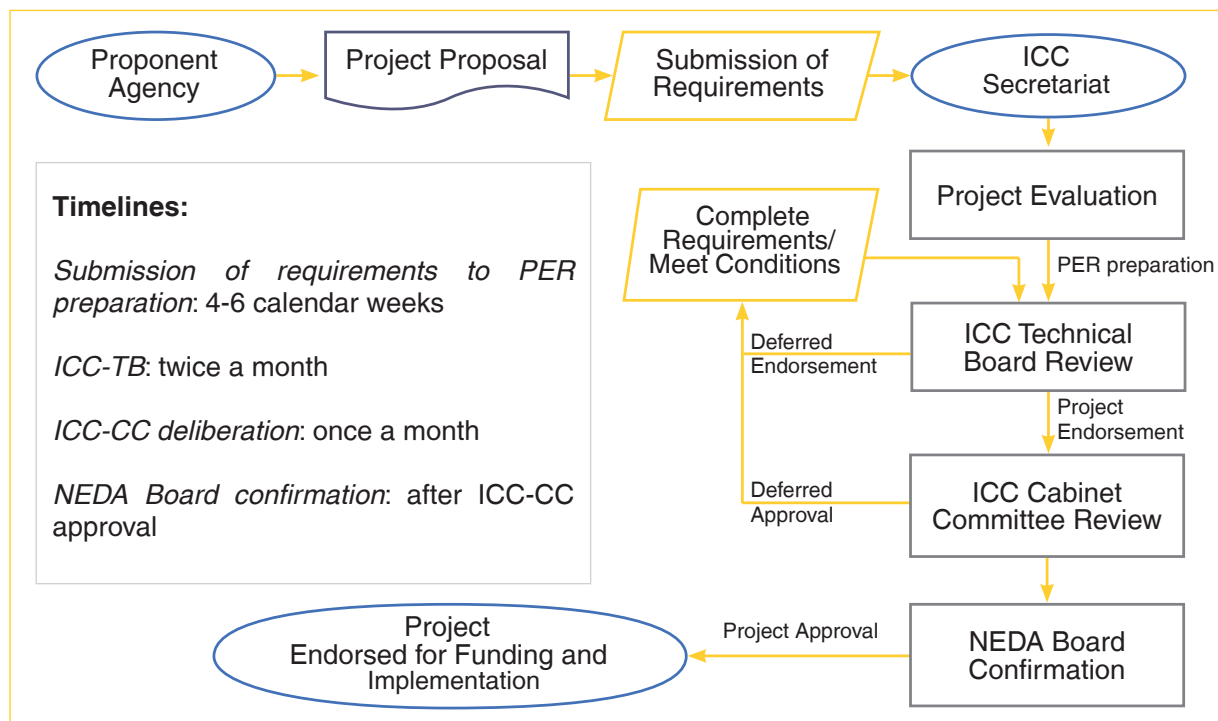 Proponent
Agency
Project Proposal
Submission of
Requirements
ICC
Secretariat
Project Evaluation
PER preparation
Complete
Requirements/
Meet Conditions
ICC Technical
Board Review
Deferred
Endorsement
Project
Endorsement
ICC Cabinet
Committee Review
Deferred
Approval
NEDA Board
Confirmation
Project Approval
Project
Endorsed for Funding and
Implementation
Timelines:
Submission of requirements to PER
preparation: 4-6 calendar weeks
ICC-TB: twice a month
ICC-CC deliberation: once a month
NEDA Board confirmation: after ICC-CC
approval